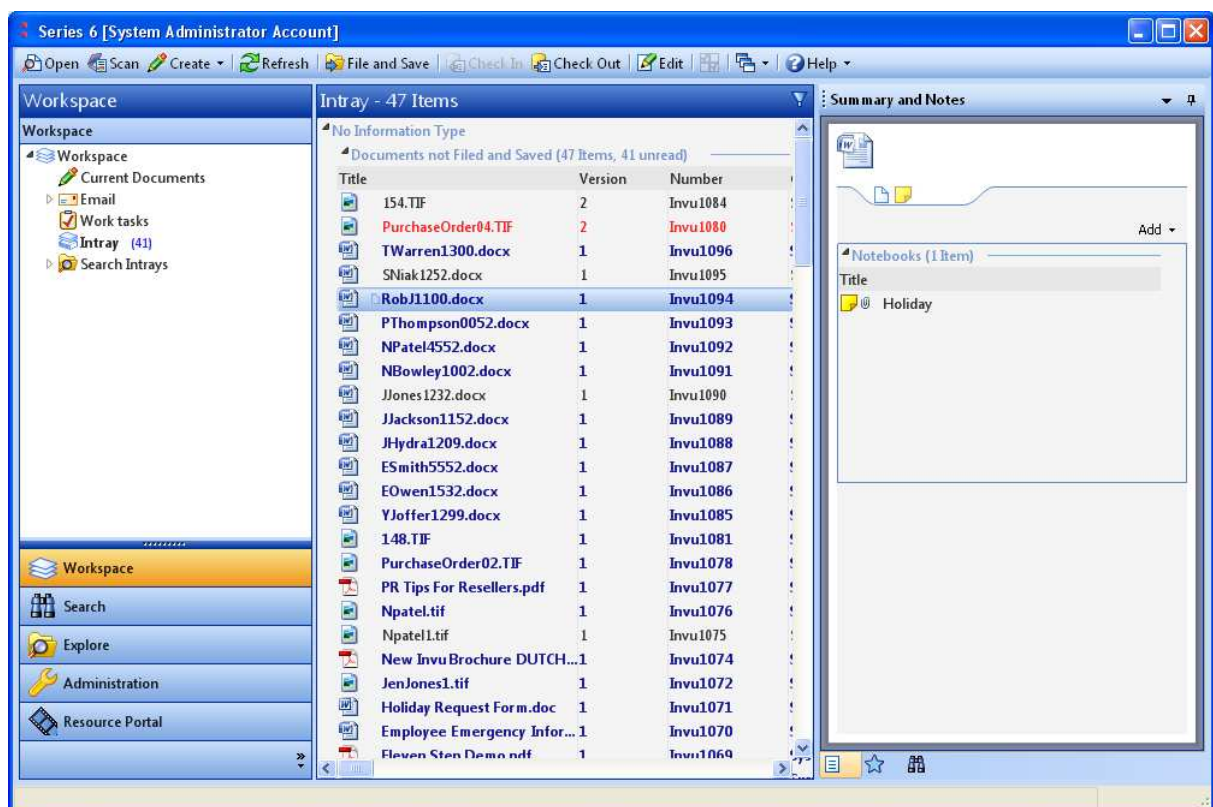 Series 6 [System Administrator Account]
Open Scan Create Refresh File and Save Check In Check Out Edit Help
Workspace
Workspace
Workspace
Current Documents
Email
Work tasks
Intray (41)
Search Intrays
Workspace
Search
Explore
Administration
Resource Portal
Intray - 47 Items
No Information Type
Documents not Filed and Saved (47 Items, 41 unread)
Title Version Number
154.TIF 2 Invu1084
PurchaseOrder04.TIF 2 Invu1080
TWarren1300.docx 1 Invu1096
SNiak1252.docx 1 Invu1095
RobJ1100.docx 1 Invu1094
PThompson0052.docx 1 Invu1093
NPatel4552.docx 1 Invu1092
NBowley1002.docx 1 Invu1091
JJones1232.docx 1 Invu1090
JJackson1152.docx 1 Invu1089
JHydra1209.docx 1 Invu1088
ESmith5552.docx 1 Invu1087
EOwen1532.docx 1 Invu1086
YJoffer1299.docx 1 Invu1085
148.TIF 1 Invu1081
PurchaseOrder02.TIF 1 Invu1078
PR Tips For Resellers.pdf 1 Invu1077
Npatel.tif 1 Invu1076
Npatel1.tif 1 Invu1075
New Invu Brochure DUTCH... 1 Invu1074
JenJones1.tif 1 Invu1072
Holiday Request Form.doc 1 Invu1071
Employee Emergency Infor... 1 Invu1070
Eleven Step Demo.pdf 1 Invu1069
Summary and Notes
Add
Notebooks (1 Item)
Title
Holiday